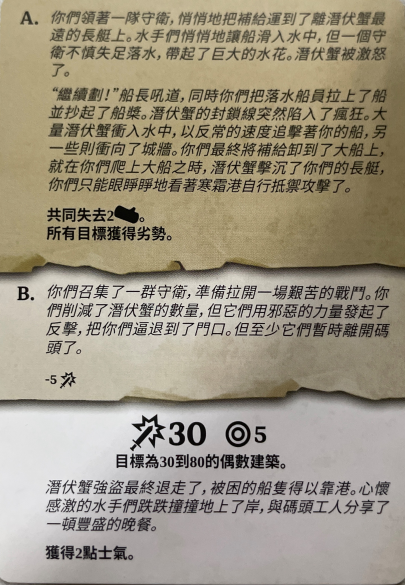 A. 你們領著一隊守衛,悄悄地把補給運到了離潛伏蟹最
遠的長艇上。水手們悄悄地讓船滑入水中,但一個守
衛不慎失足落水,帶起了巨大的水花。潛伏蟹被激怒
了。
“繼續劃!”船長吼道,同時你們把落水船員拉上了船
並抄起了船槳。潛伏蟹的封鎖線突然陷入了瘋狂。大
量潛伏蟹衝入水中,以反常的速度追擊著你的船,另
一些則衝向了城牆。你們最終將補給卸到了大船上,
就在你們爬上大船之時,潛伏蟹擊沉了你們的長艇,
你們只能眼睜睜地看著寒霜港自行抵禦攻擊了。
共同失去2。
所有目標獲得劣勢。
B. 你們召集了一群守衛,準備拉開一場艱苦的戰鬥。你
們削減了潛伏蟹的數量,但它們用邪惡的力量發起了
反擊,把你們逼退到了門口。但至少它們暫時離開碼
頭了。
-5
30 5
目標為30到80的偶數建築。
潛伏蟹強盜最終退走了,被困的船隻得以靠港。心懷
感激的水手們跌跌撞撞地上了岸,與碼頭工人分享了
一頓豐盛的晚餐。
獲得2點士氣。